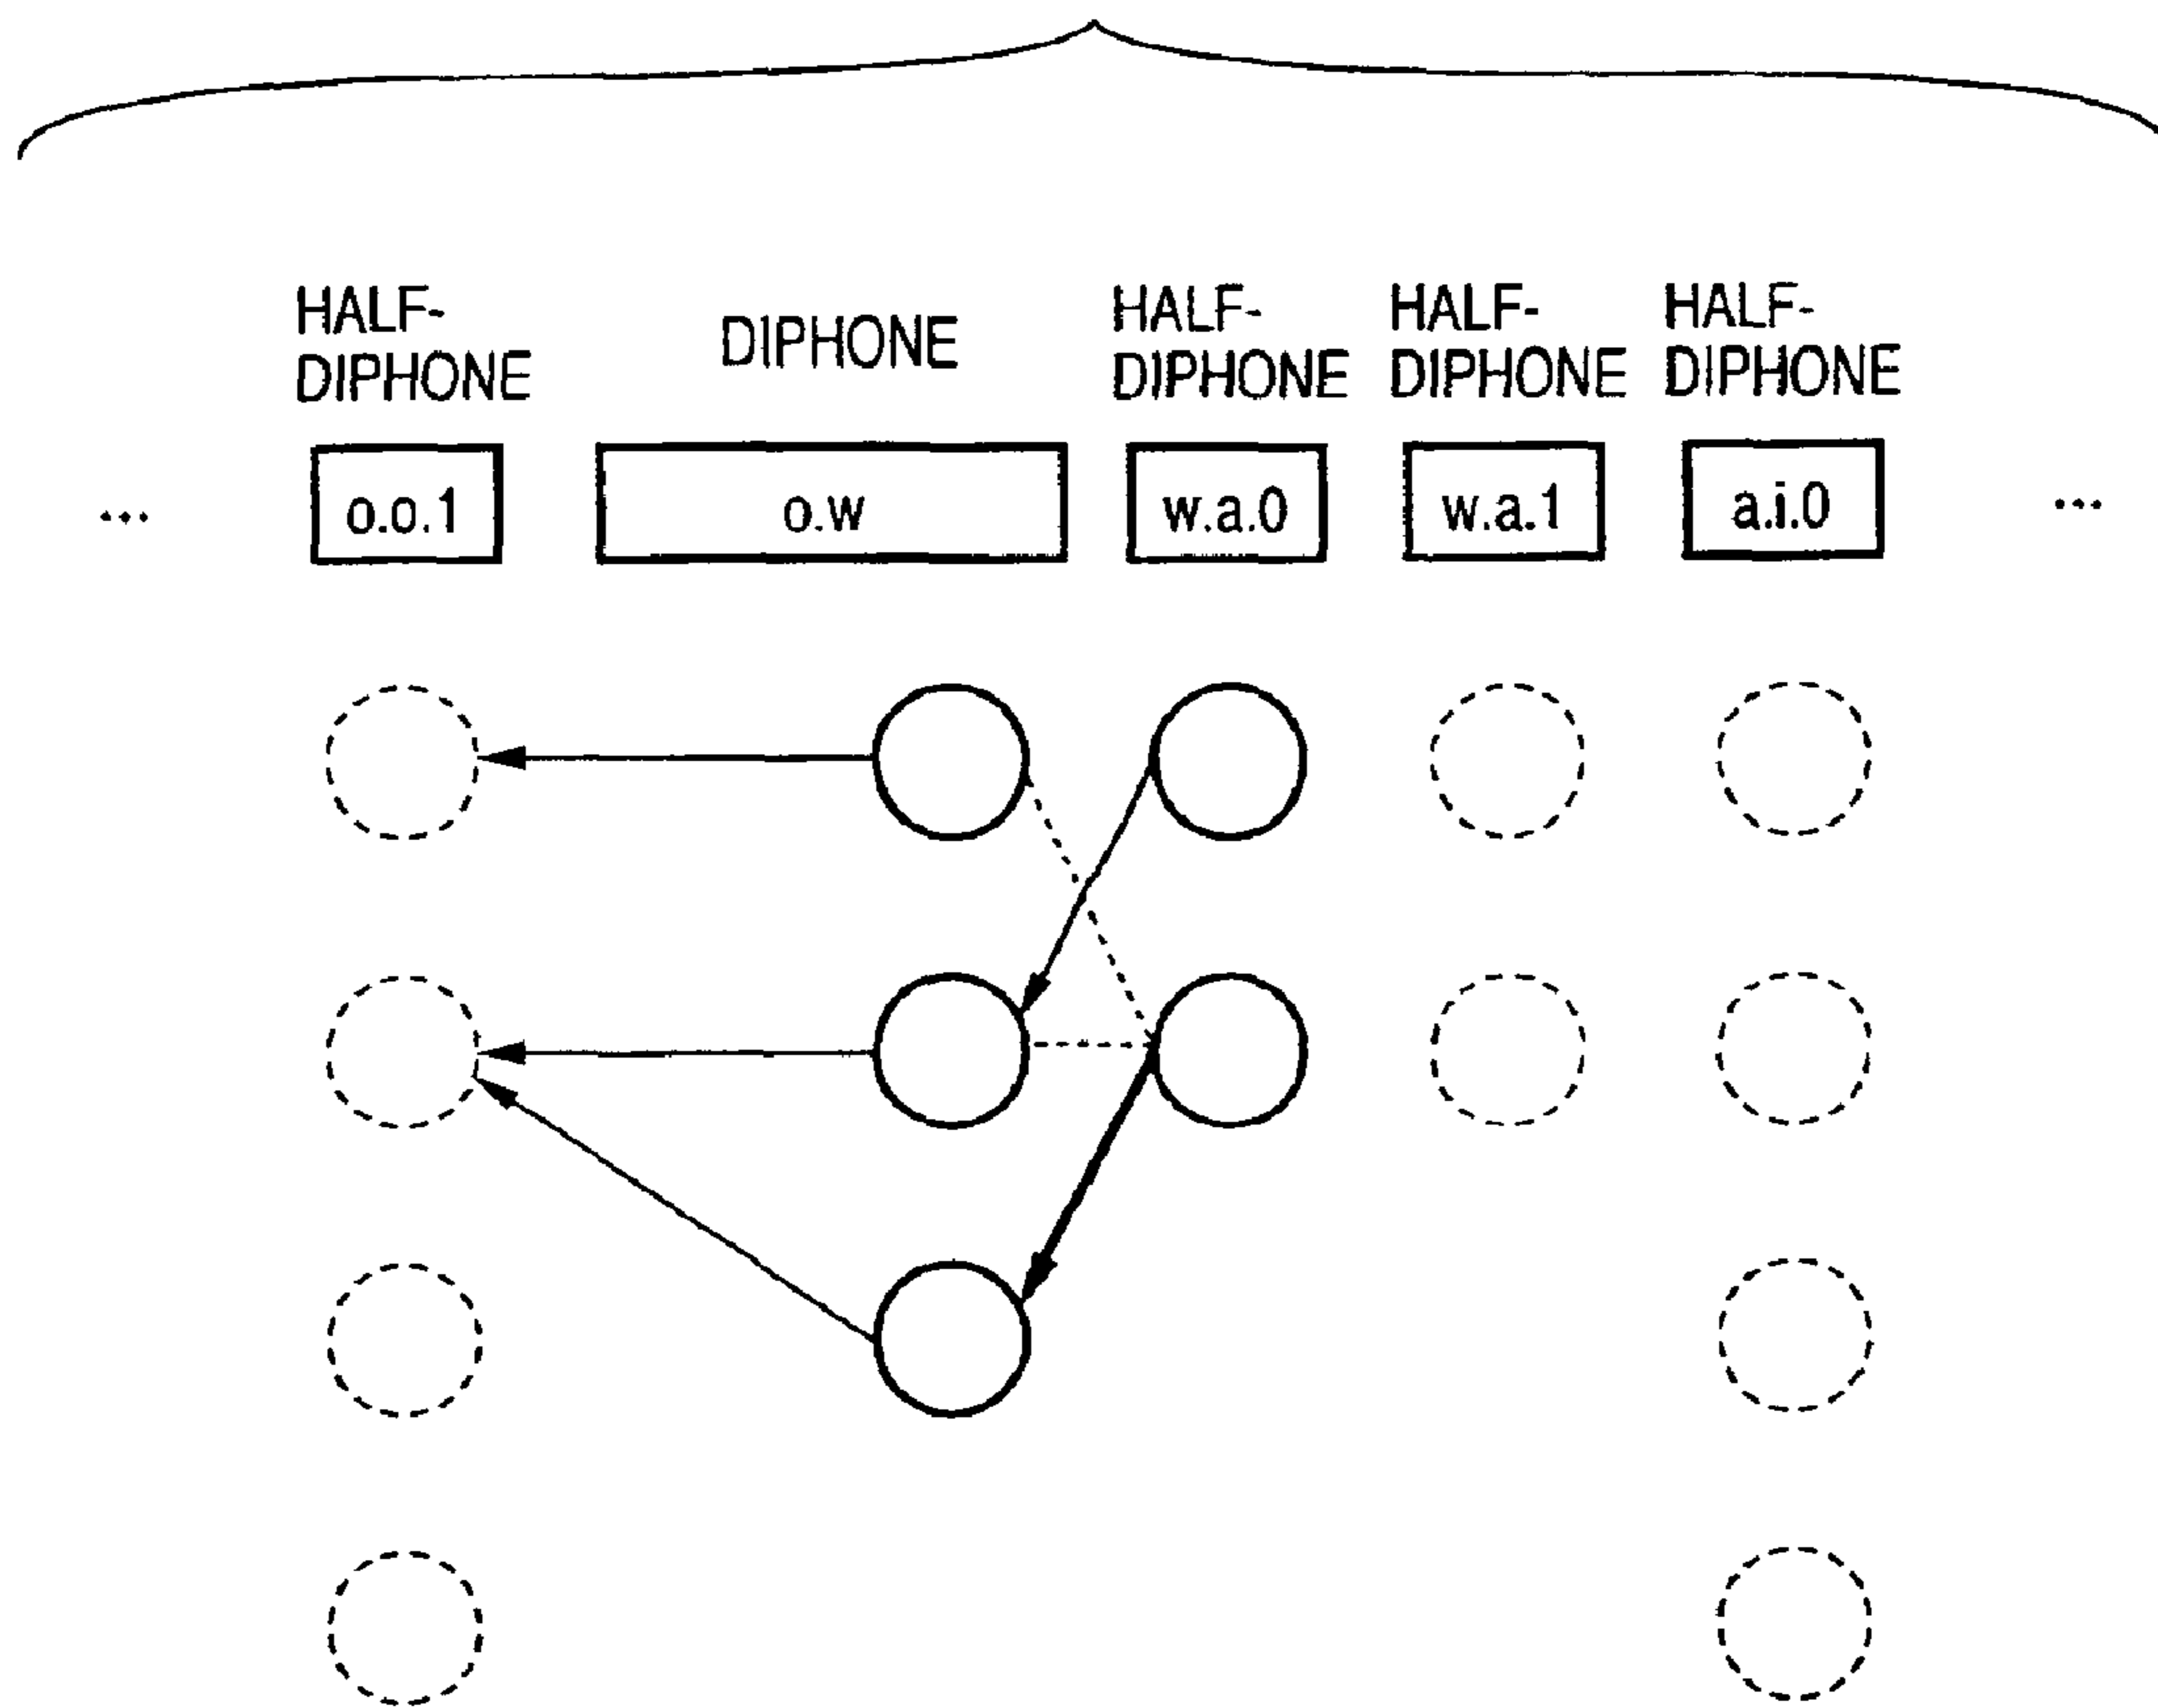 HALF-
DIPHONE
DIPHONE
HALF-
DIPHONE
HALF-
DIPHONE
HALF-
DIPHONE
...
o.o.1
o.w
w.a.0
w.a.1
a.i.0
...